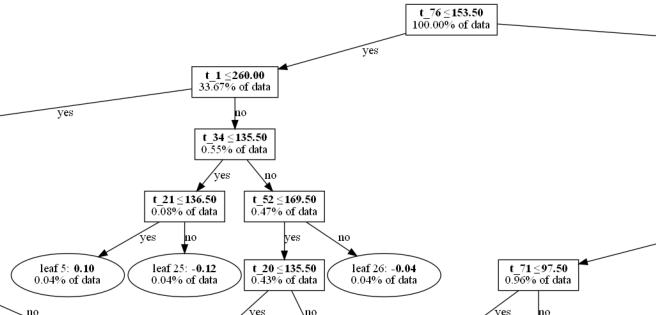 t_76 ≤153.50
100.00% of data
yes
t_1 ≤260.00
33.67% of data
yes
no
t_34 ≤135.50
0.55% of data
yes
no
t_21 ≤136.50
0.08% of data
t_52 ≤169.50
0.47% of data
yes
no
yes
no
leaf 5: 0.10
0.04% of data
leaf 25: -0.12
0.04% of data
t_20 ≤135.50
0.43% of data
leaf 26: -0.04
0.04% of data
t_71 ≤97.50
0.96% of data
no
yes
no
yes
no